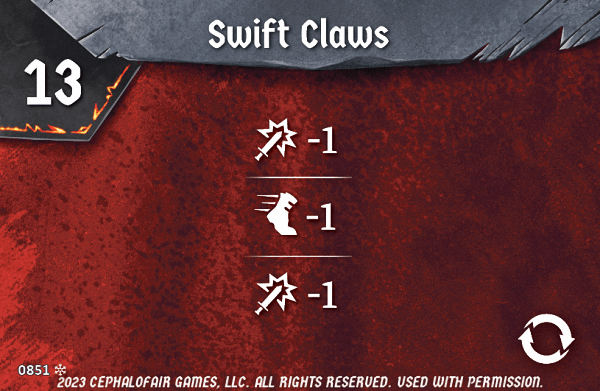 Swift Claws
13
-1
-1
-1
0851
2023 CEPHALOFAIR GAMES, LLC. ALL RIGHTS RESERVED. USED WITH PERMISSION.